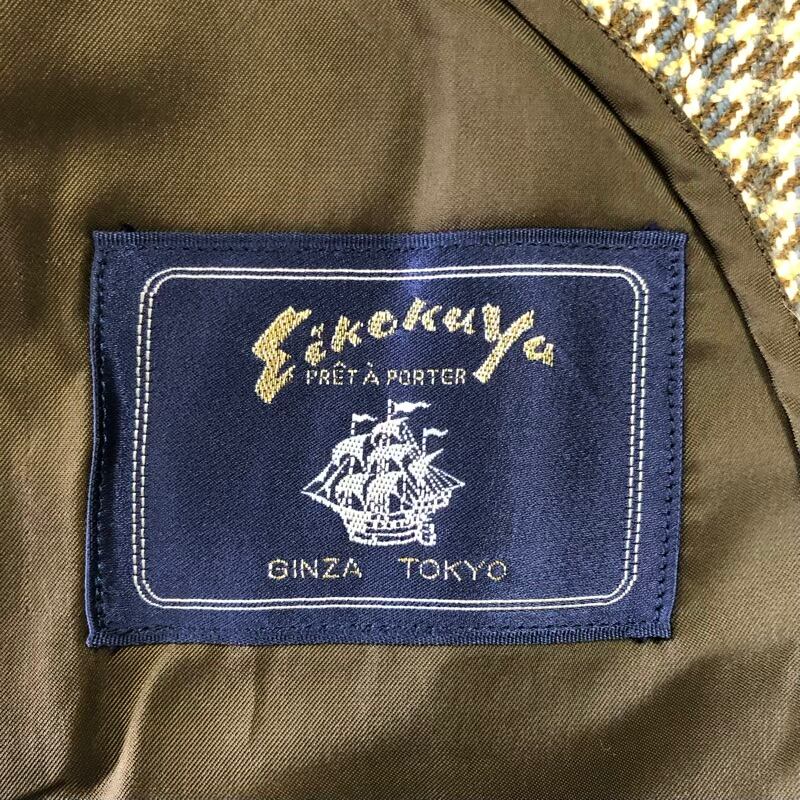 Eikokuya
PRÊT À PORTER
GINZA TOKYO